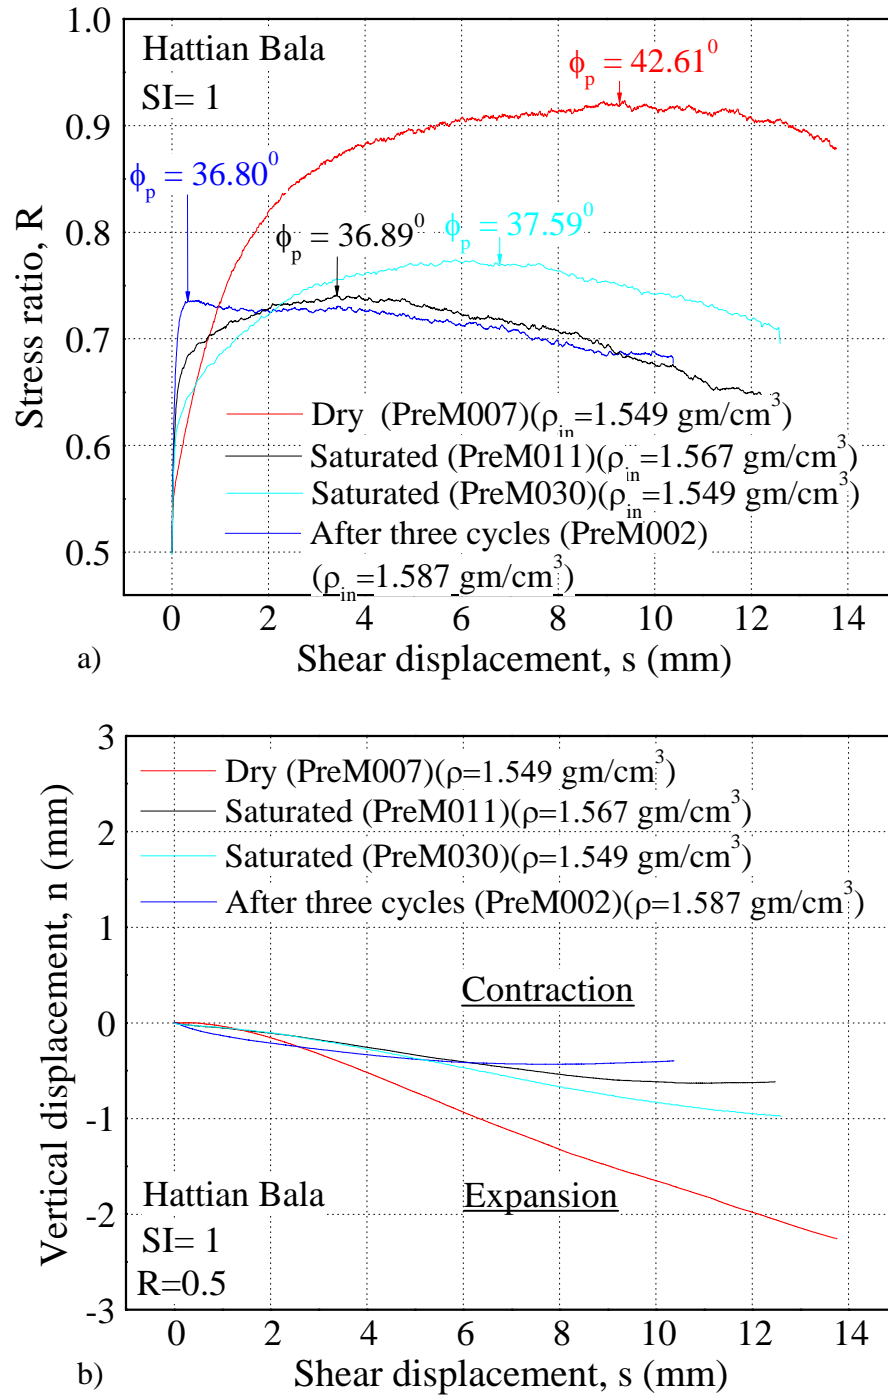 1.0
Hattian Bala
SI= 1
ϕp = 42.61⁰
0.9
ϕp = 36.80⁰
0.8
ϕp = 36.89⁰
ϕp = 37.59⁰
0.7
0.6
0.5
Stress ratio, R
Dry (PreM007)(ρin=1.549 gm/cm³)
Saturated (PreM011)(ρin=1.567 gm/cm³)
Saturated (PreM030)(ρin=1.549 gm/cm³)
After three cycles (PreM002)
(ρin=1.587 gm/cm³)
0 2 4 6 8 10 12 14
a) Shear displacement, s (mm)
3
2
1
0
-1
-2
-3
Vertical displacement, n (mm)
Dry (PreM007)(ρ=1.549 gm/cm³)
Saturated (PreM011)(ρ=1.567 gm/cm³)
Saturated (PreM030)(ρ=1.549 gm/cm³)
After three cycles (PreM002)(ρ=1.587 gm/cm³)
Contraction
Expansion
Hattian Bala
SI= 1
R=0.5
0 2 4 6 8 10 12 14
b) Shear displacement, s (mm)